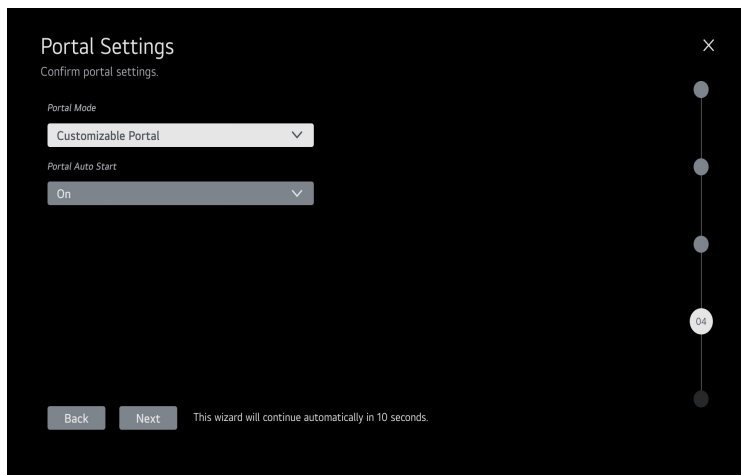 Portal Settings
Confirm portal settings.
Portal Mode
Customizable Portal
Portal Auto Start
On
04
Back
Next
This wizard will continue automatically in 10 seconds.